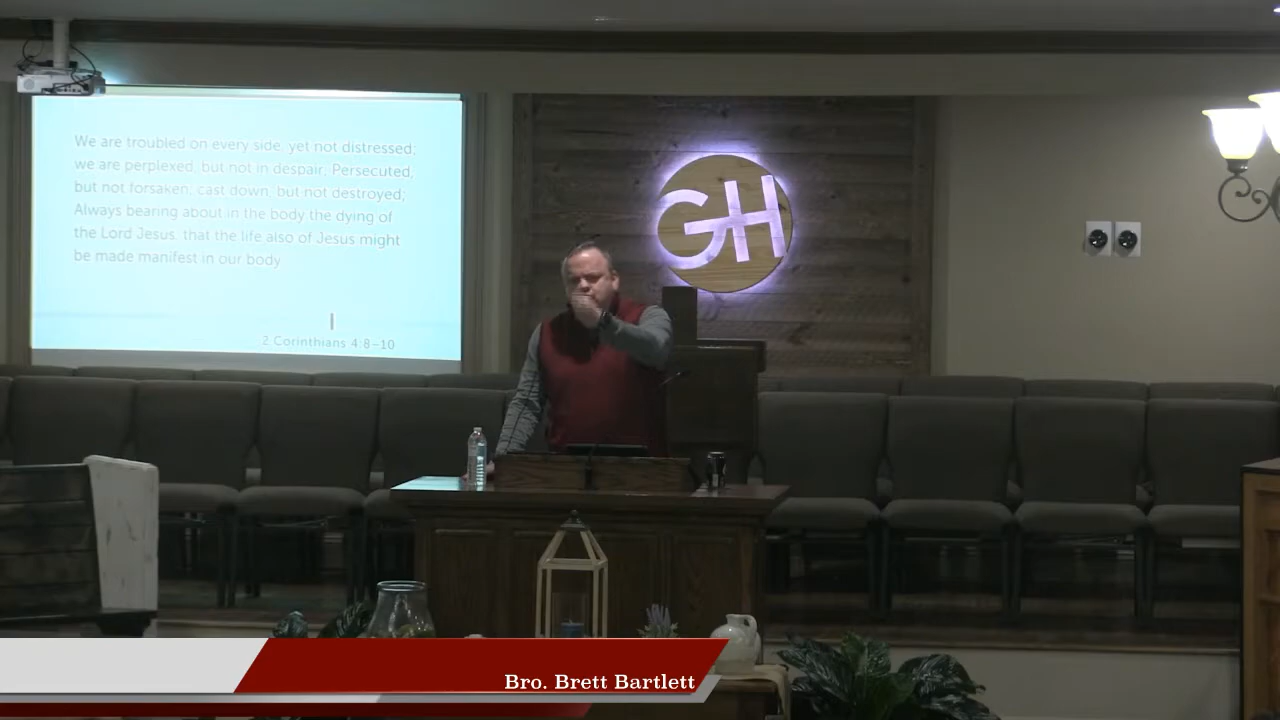 We are troubled on every side, yet not distressed;
we are perplexed, but not in despair; Persecuted,
but not forsaken; cast down, but not destroyed;
Always bearing about in the body the dying of
the Lord Jesus, that the life also of Jesus might
be made manifest in our body
2 Corinthians 4:8–10
GH
Bro. Brett Bartlett